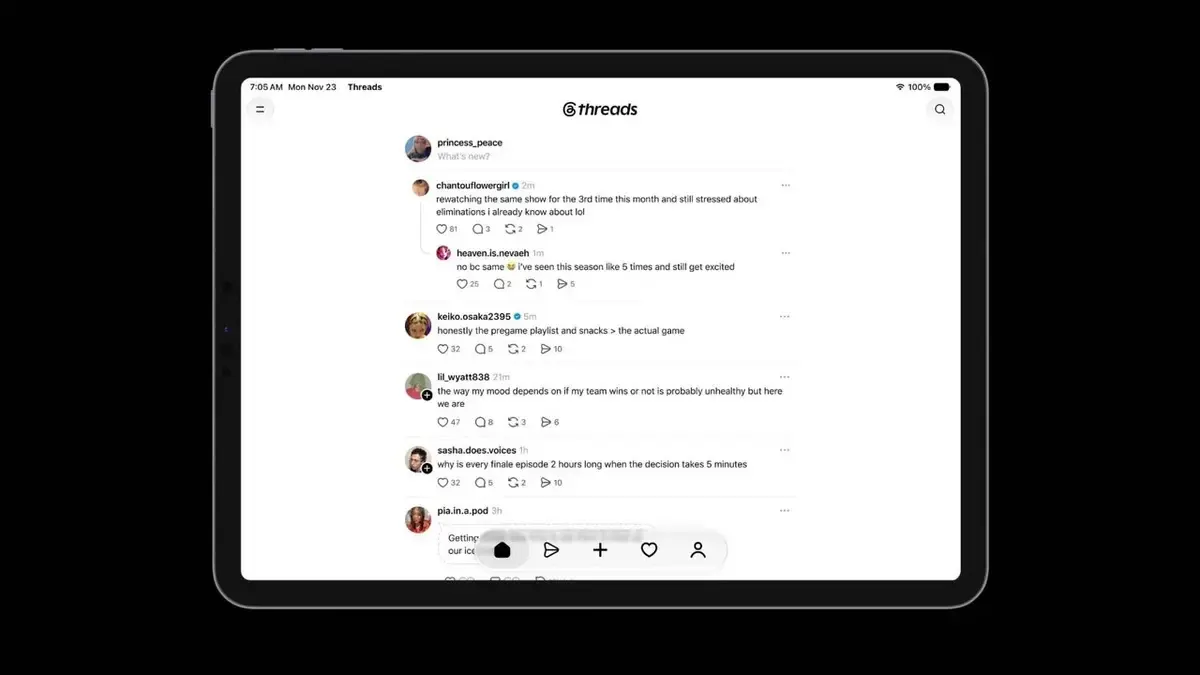 7:05 AM Mon Nov 23 Threads 100%
threads
princess_peace
What's new?
chantouflowergirl 2m
rewatching the same show for the 3rd time this month and still stressed about
eliminations i already know about lol
81 3 2 1
heaven.is.nevaeh 1m
no bc same 😭 i've seen this season like 5 times and still get excited
25 2 1 5
keiko.osaka2395 5m
honestly the pregame playlist and snacks > the actual game
32 5 2 10
lil_wyatt838 21m
the way my mood depends on if my team wins or not is probably unhealthy but here
we are
47 8 3 6
sasha.does.voices 1h
why is every finale episode 2 hours long when the decision takes 5 minutes
32 5 2 10
pia.in.a.pod 3h
Getting
our